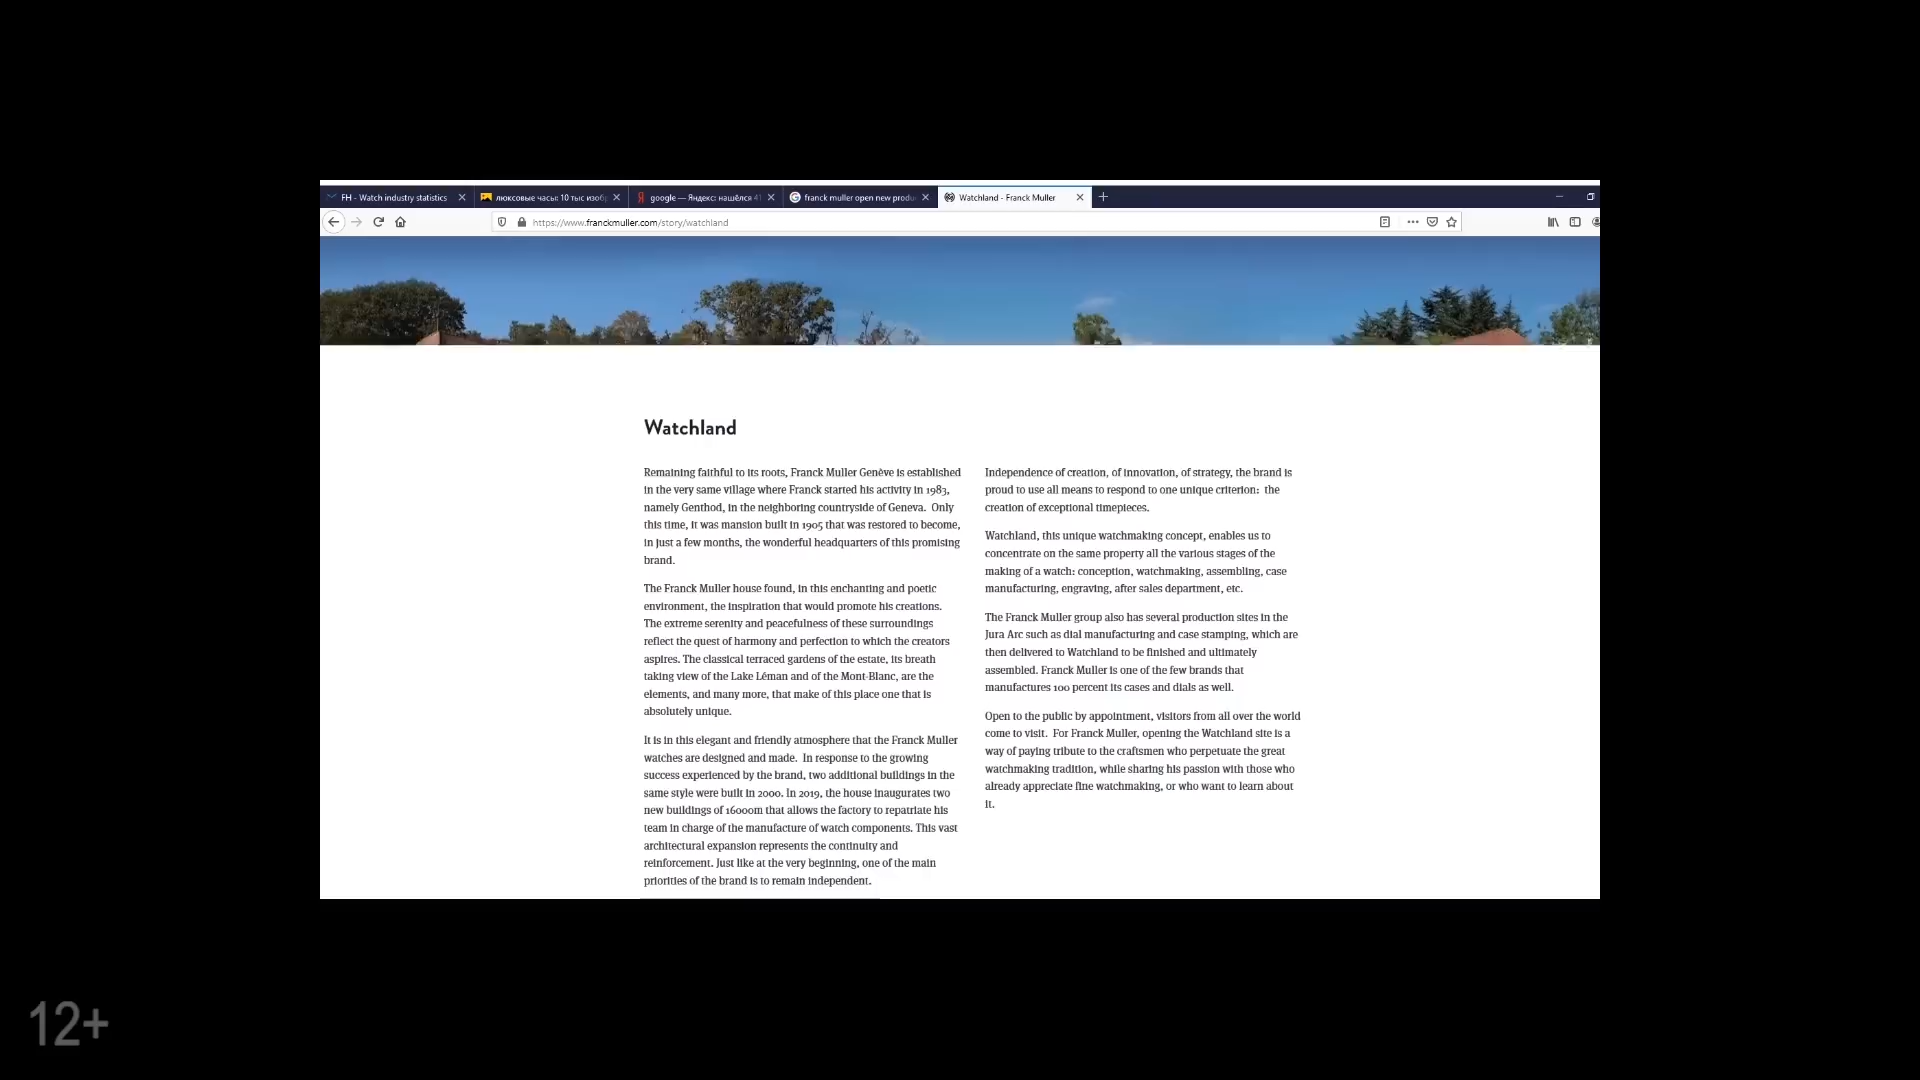 FH - Watch industry statistics
люксовые часы: 10 тыс изоб
google — Яндекс: нашёлся
franck muller open new produ
Watchland - Franck Muller
https://www.franckmuller.com/story/watchland
Watchland
Remaining faithful to its roots, Franck Muller Genève is established
in the very same village where Franck started his activity in 1983,
namely Genthod, in the neighboring countryside of Geneva. Only
this time, it was mansion built in 1905 that was restored to become,
in just a few months, the wonderful headquarters of this promising
brand.
The Franck Muller house found, in this enchanting and poetic
environment, the inspiration that would promote his creations.
The extreme serenity and peacefulness of these surroundings
reflect the quest of harmony and perfection to which the creators
aspires. The classical terraced gardens of the estate, its breath
taking view of the Lake Léman and of the Mont-Blanc, are the
elements, and many more, that make of this place one that is
absolutely unique.
It is in this elegant and friendly atmosphere that the Franck Muller
watches are designed and made. In response to the growing
success experienced by the brand, two additional buildings in the
same style were built in 2000. In 2019, the house inaugurates two
new buildings of 16000m that allows the factory to repatriate his
team in charge of the manufacture of watch components. This vast
architectural expansion represents the continuity and
reinforcement. Just like at the very beginning, one of the main
priorities of the brand is to remain independent.
Independence of creation, of innovation, of strategy, the brand is
proud to use all means to respond to one unique criterion: the
creation of exceptional timepieces.
Watchland, this unique watchmaking concept, enables us to
concentrate on the same property all the various stages of the
making of a watch: conception, watchmaking, assembling, case
manufacturing, engraving, after sales department, etc.
The Franck Muller group also has several production sites in the
Jura Arc such as dial manufacturing and case stamping, which are
then delivered to Watchland to be finished and ultimately
assembled. Franck Muller is one of the few brands that
manufactures 100 percent its cases and dials as well.
Open to the public by appointment, visitors from all over the world
come to visit. For Franck Muller, opening the Watchland site is a
way of paying tribute to the craftsmen who perpetuate the great
watchmaking tradition, while sharing his passion with those who
already appreciate fine watchmaking, or who want to learn about
it.
12+